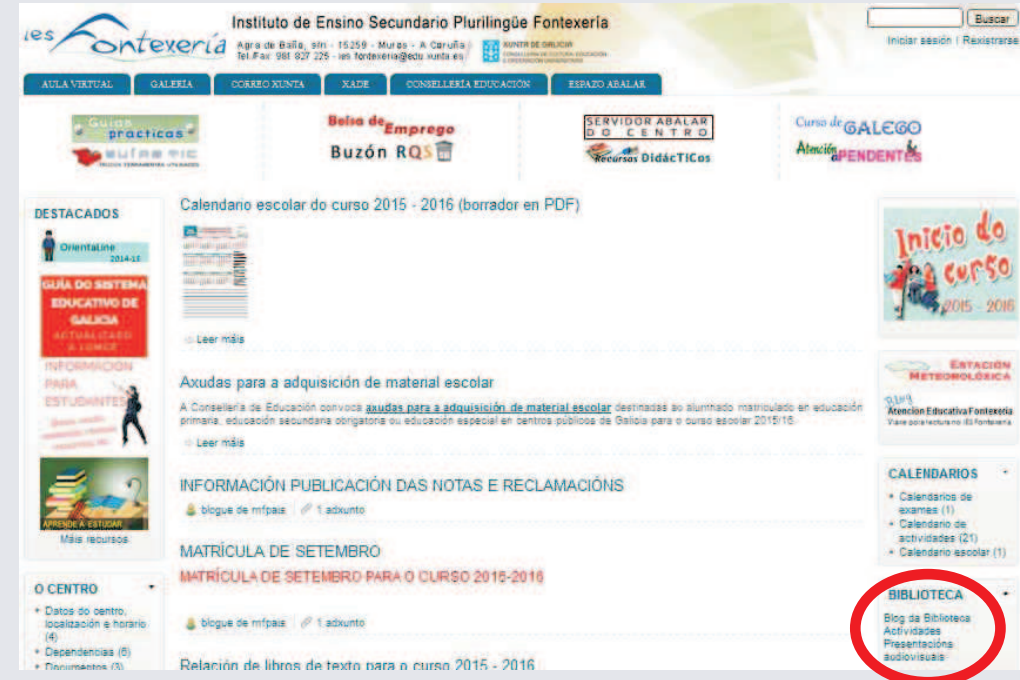 ies Fontexería
Instituto de Ensino Secundario Plurilingüe Fontexería
Agra de Baño, s/n - 15259 - Muros - A Coruña
Tel./Fax: 981 827 225 - ies.fontexeria@edu.xunta.es
XUNTA DE GALICIA
Buscar
Iniciar sesión | Rexistrarse
AULA VIRTUAL
GALERÍA
CORREO XUNTA
XADE
CONSELLERÍA EDUCACIÓN
ESPAZO ABALAR
Guías
prácticas
Bolsa de Emprego
Buzón RQS
SERVIDOR ABALAR
DO CENTRO
Recursos DidácTICos
Curso de GALEGO
Atención aPENDENTES
DESTACADOS
Orientaline
2014-15
GUÍA DO SISTEMA
EDUCATIVO DE
GALICIA
ACTUALIZADO
A LOMCE
INFORMACIÓN
PARA
ESTUDANTES
APRENDE A ESTUDAR
Máis recursos
O CENTRO
Datos do centro,
localización e horario
(4)
Dependencias (6)
Documentos (3)
Calendario escolar do curso 2015 - 2016 (borrador en PDF)
Leer máis
Axudas para a adquisición de material escolar
A Consellería de Educación convoca axudas para a adquisición de material escolar destinadas ao alumnado matriculado en educación
primaria, educación secundaria obrigatoria ou educación especial en centros públicos de Galicia para o curso escolar 2015/16.
Leer máis
INFORMACIÓN PUBLICACIÓN DAS NOTAS E RECLAMACIÓNS
blogue de mfpais
1 adxunto
MATRÍCULA DE SETEMBRO
MATRÍCULA DE SETEMBRO PARA O CURSO 2015-2016
blogue de mfpais
1 adxunto
Relación de libros de texto para o curso 2015 - 2016
Inicio do
curso
2015 - 2016
ESTACIÓN
METEOROLÓXICA
Blog
Atención Educativa Fontexería
CALENDARIOS
Calendarios de
exames (1)
Calendario de
actividades (21)
Calendario escolar (1)
BIBLIOTECA
Blog da Biblioteca
Actividades
Presentacións
audiovisuais